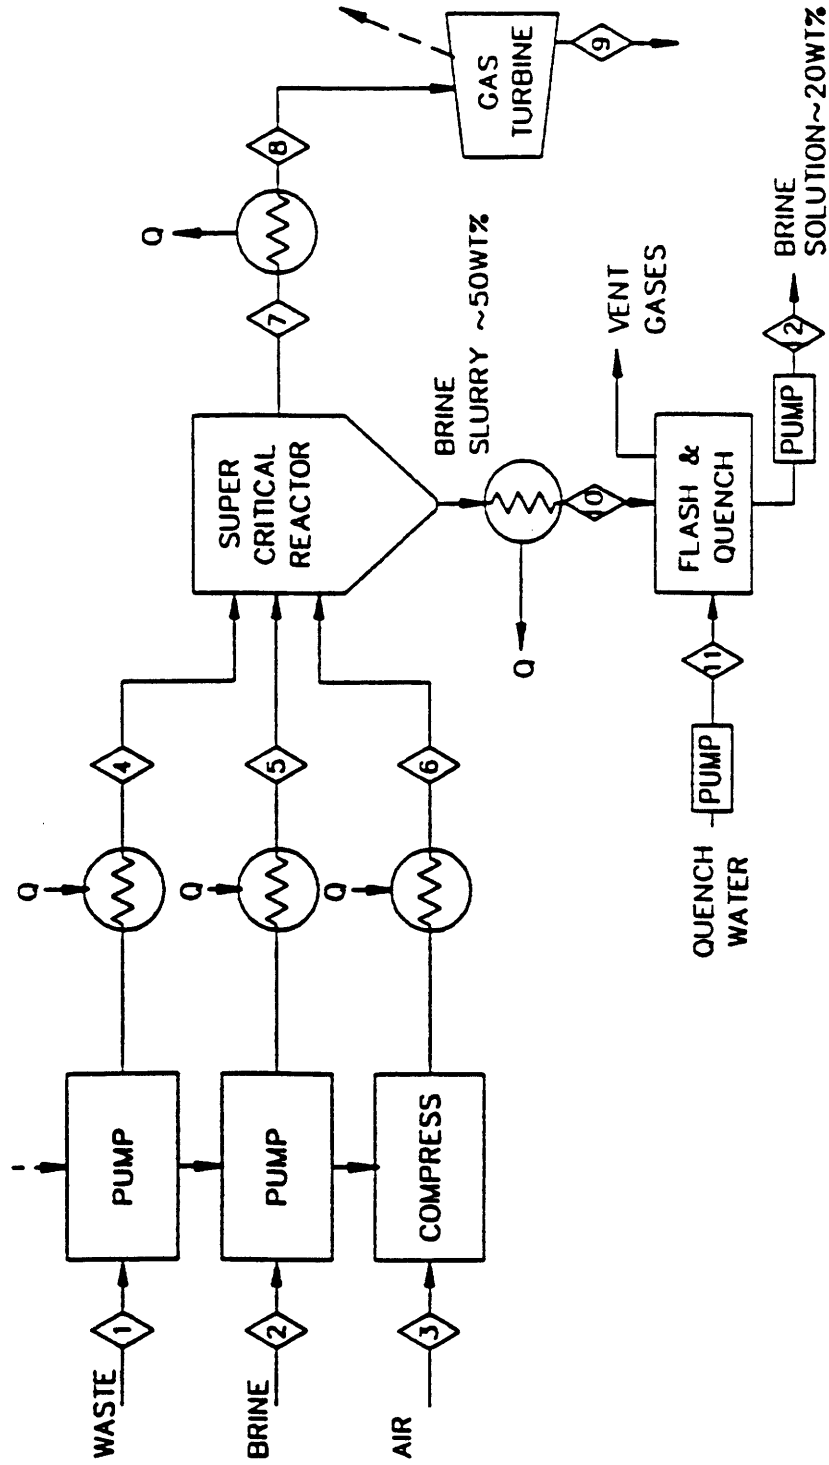 WASTE
1
PUMP
Q
4
BRINE
2
PUMP
Q
5
AIR
3
COMPRESS
Q
6
SUPER
CRITICAL
REACTOR
7
Q
8
GAS
TURBINE
9
BRINE
SLURRY ~50WT%
Q
10
QUENCH
WATER
PUMP
11
FLASH &
QUENCH
VENT
GASES
PUMP
12
BRINE
SOLUTION~20WT%